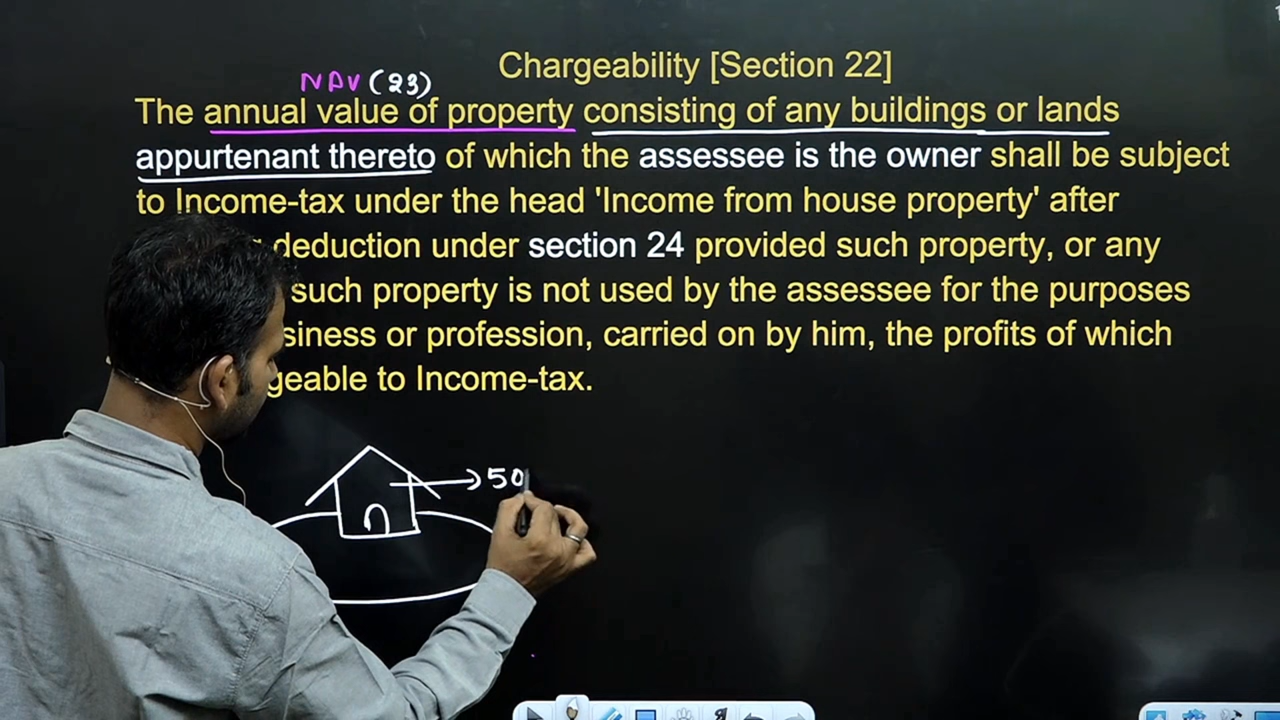 Chargeability [Section 22]
NAV (23)
The annual value of property consisting of any buildings or lands
appurtenant thereto of which the assessee is the owner shall be subject
to Income-tax under the head 'Income from house property' after
deduction under section 24 provided such property, or any
such property is not used by the assessee for the purposes
or profession, carried on by him, the profits of which
to Income-tax.
50